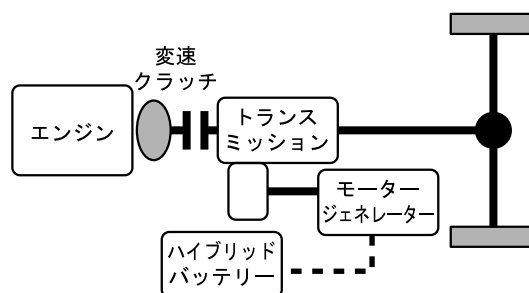 変速
クラッチ
エンジン
トランス
ミッション
モーター
ジェネレーター
ハイブリッド
バッテリー